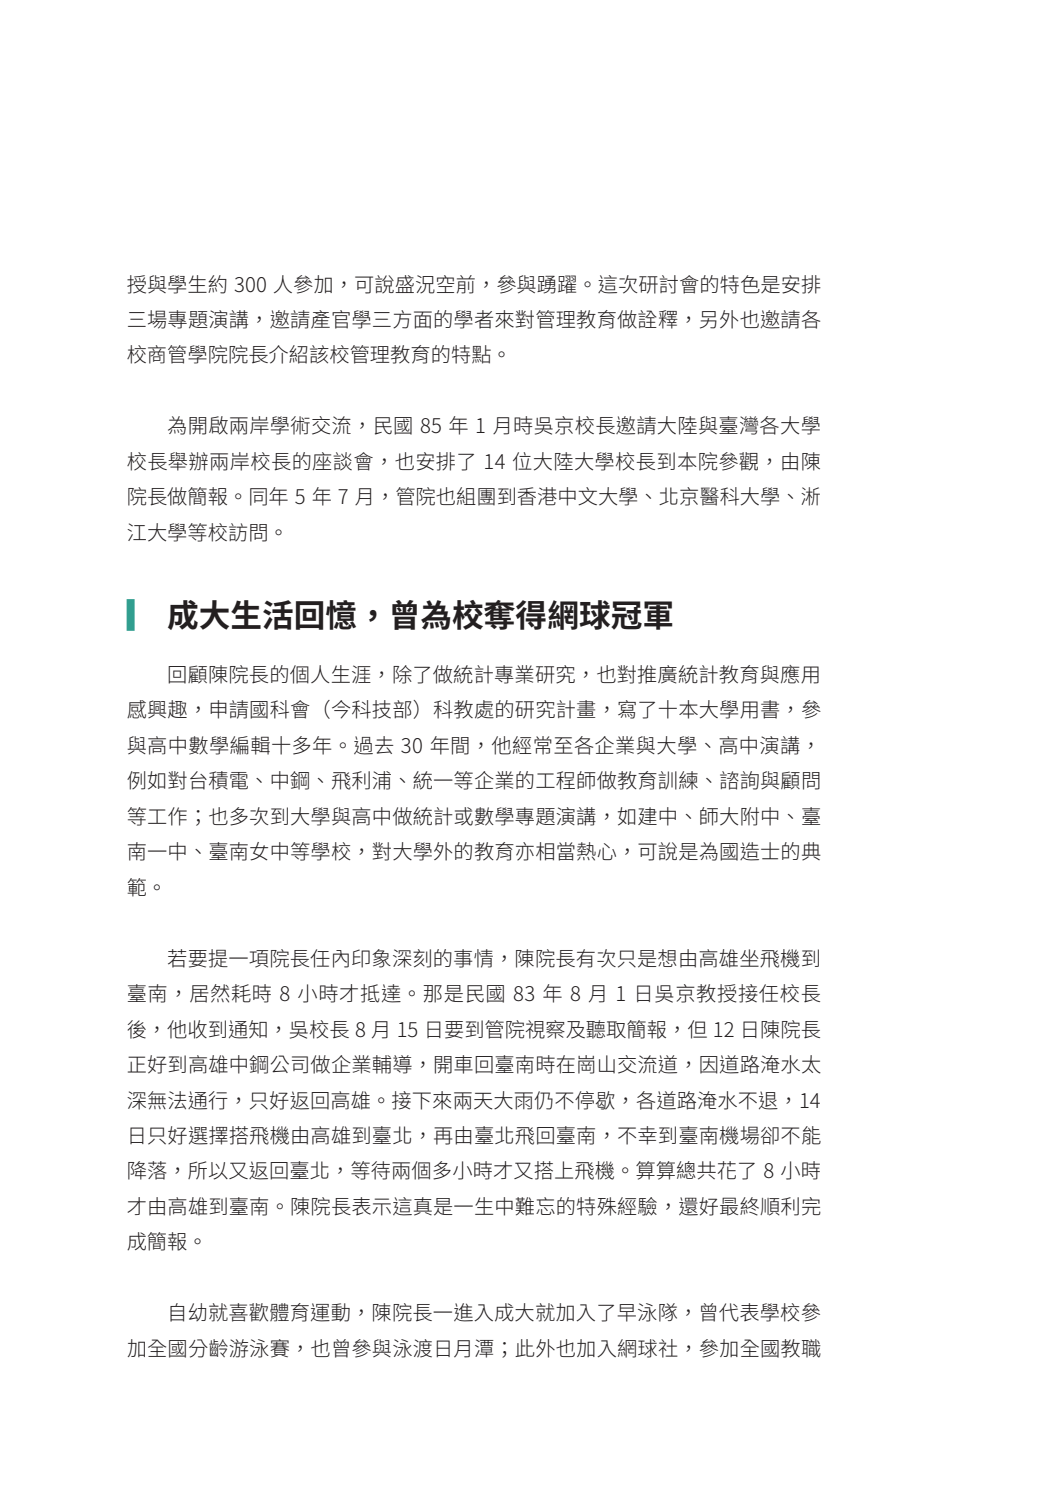 授與學生約 300 人參加，可說盛況空前，參與踴躍。這次研討會的特色是安排
三場專題演講，邀請產官學三方面的學者來對管理教育做詮釋，另外也邀請各
校商管學院院長介紹該校管理教育的特點。
為開啟兩岸學術交流，民國 85 年 1 月時吳京校長邀請大陸與臺灣各大學
校長舉辦兩岸校長的座談會，也安排了 14 位大陸大學校長到本院參觀，由陳
院長做簡報。同年 5 年 7 月，管院也組團到香港中文大學、北京醫科大學、淅
江大學等校訪問。
成大生活回憶，曾為校奪得網球冠軍
回顧陳院長的個人生涯，除了做統計專業研究，也對推廣統計教育與應用
感興趣，申請國科會（今科技部）科教處的研究計畫，寫了十本大學用書，參
與高中數學編輯十多年。過去 30 年間，他經常至各企業與大學、高中演講，
例如對台積電、中鋼、飛利浦、統一等企業的工程師做教育訓練、諮詢與顧問
等工作；也多次到大學與高中做統計或數學專題演講，如建中、師大附中、臺
南一中、臺南女中等學校，對大學外的教育亦相當熱心，可說是為國造士的典
範。
若要提一項院長任內印象深刻的事情，陳院長有次只是想由高雄坐飛機到
臺南，居然耗時 8 小時才抵達。那是民國 83 年 8 月 1 日吳京教授接任校長
後，他收到通知，吳校長 8 月 15 日要到管院視察及聽取簡報，但 12 日陳院長
正好到高雄中鋼公司做企業輔導，開車回臺南時在崗山交流道，因道路淹水太
深無法通行，只好返回高雄。接下來兩天大雨仍不停歇，各道路淹水不退，14
日只好選擇搭飛機由高雄到臺北，再由臺北飛回臺南，不幸到臺南機場卻不能
降落，所以又返回臺北，等待兩個多小時才又搭上飛機。算算總共花了 8 小時
才由高雄到臺南。陳院長表示這真是一生中難忘的特殊經驗，還好最終順利完
成簡報。
自幼就喜歡體育運動，陳院長一進入成大就加入了早泳隊，曾代表學校參
加全國分齡游泳賽，也曾參與泳渡日月潭；此外也加入網球社，參加全國教職